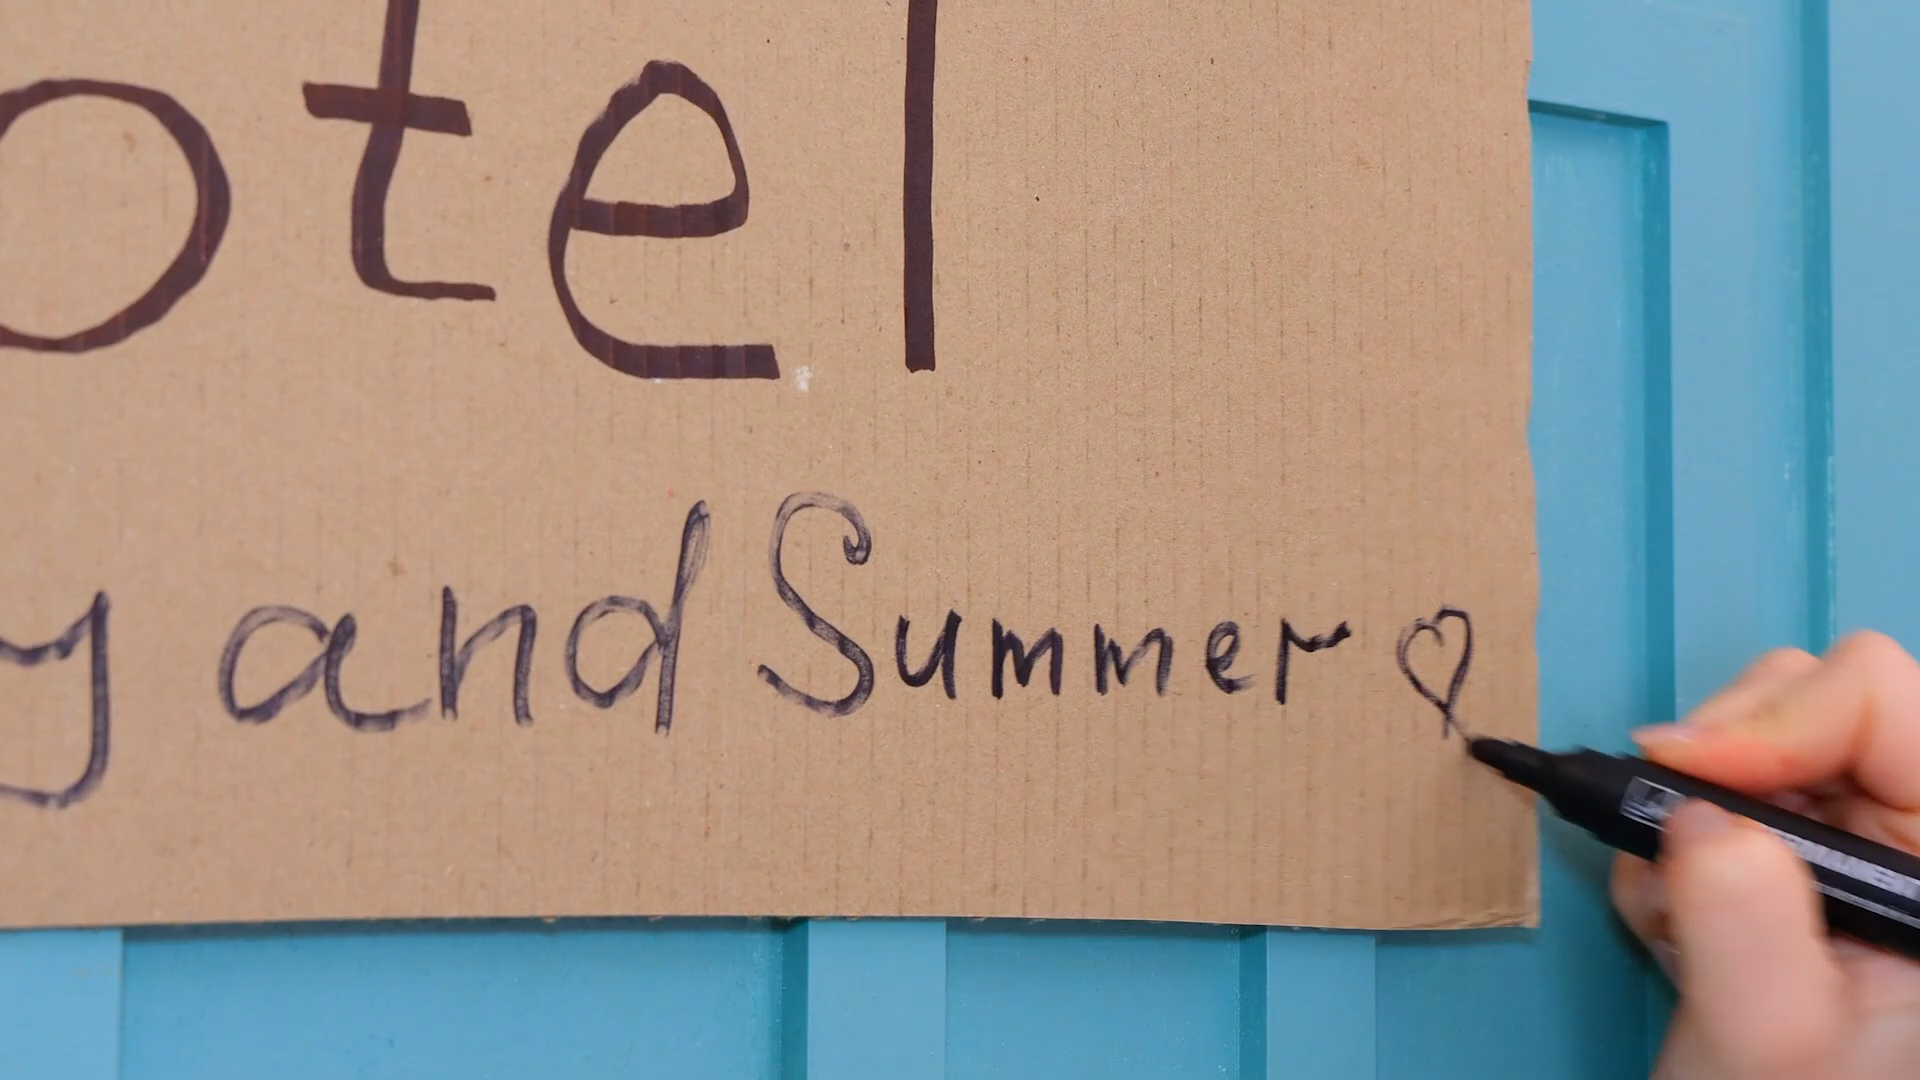 otel
y and Summer ♡